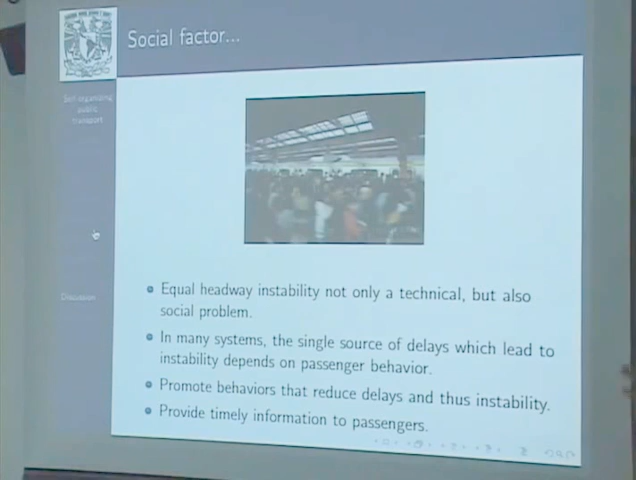 Social factor...
Self-organizing
public
transport
Discussion
Equal headway instability not only a technical, but also
social problem.
In many systems, the single source of delays which lead to
instability depends on passenger behavior.
Promote behaviors that reduce delays and thus instability.
Provide timely information to passengers.